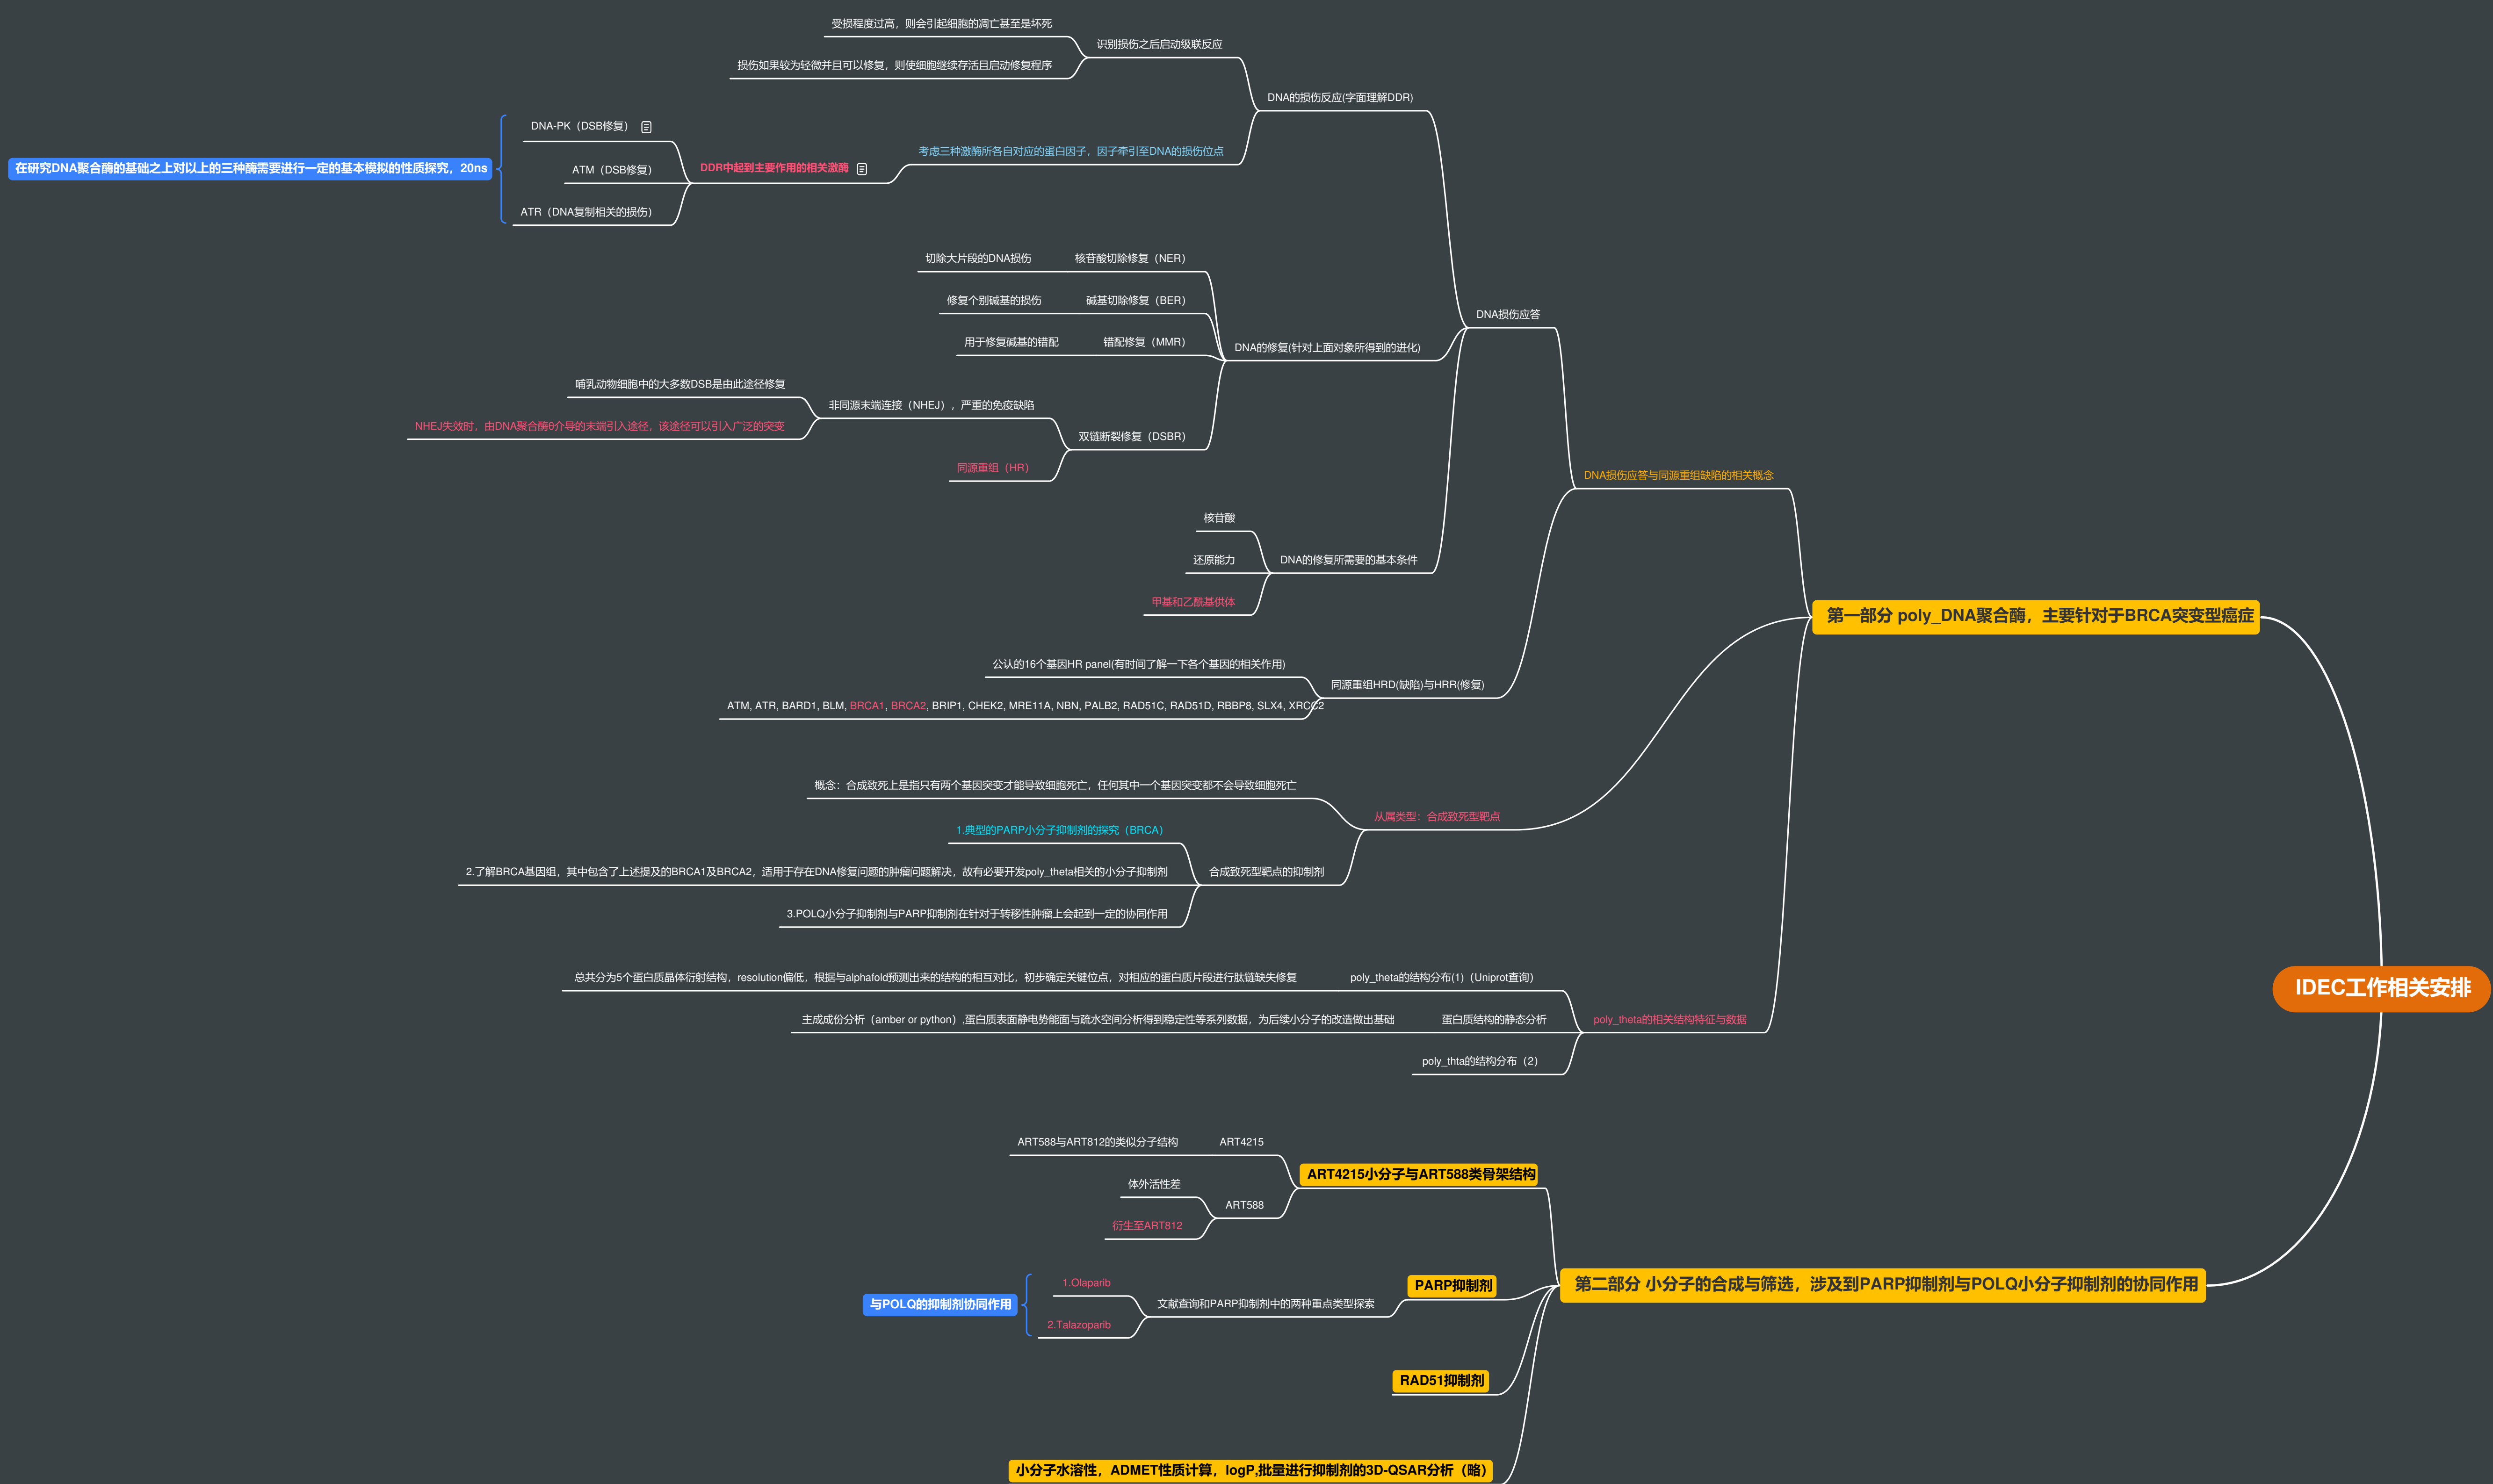 IDEC工作相关安排
第一部分 poly_DNA聚合酶，主要针对于BRCA突变型癌症
DNA损伤应答与同源重组缺陷的相关概念
DNA损伤应答
DNA的损伤反应(字面理解DDR)
识别损伤之后启动级联反应
受损程度过高，则会引起细胞的凋亡甚至是坏死
损伤如果较为轻微并且可以修复，则使细胞继续存活且启动修复程序
考虑三种激酶所各自对应的蛋白因子，因子牵引至DNA的损伤位点
DDR中起到主要作用的相关激酶
DNA-PK（DSB修复）
ATM（DSB修复）
ATR（DNA复制相关的损伤）
在研究DNA聚合酶的基础之上对以上的三种酶需要进行一定的基本模拟的性质探究，20ns
DNA的修复(针对上面对象所得到的进化)
核苷酸切除修复（NER）
切除大片段的DNA损伤
碱基切除修复（BER）
修复个别碱基的损伤
错配修复（MMR）
用于修复碱基的错配
双链断裂修复（DSBR）
非同源末端连接（NHEJ），严重的免疫缺陷
哺乳动物细胞中的大多数DSB是由此途径修复
NHEJ失效时，由DNA聚合酶θ介导的末端引入途径，该途径可以引入广泛的突变
同源重组（HR）
DNA的修复所需要的基本条件
核苷酸
还原能力
甲基和乙酰基供体
同源重组HRD(缺陷)与HRR(修复)
公认的16个基因HR panel(有时间了解一下各个基因的相关作用)
ATM, ATR, BARD1, BLM, BRCA1, BRCA2, BRIP1, CHEK2, MRE11A, NBN, PALB2, RAD51C, RAD51D, RBBP8, SLX4, XRCC2
从属类型：合成致死型靶点
概念：合成致死上是指只有两个基因突变才能导致细胞死亡，任何其中一个基因突变都不会导致细胞死亡
合成致死型靶点的抑制剂
1.典型的PARP小分子抑制剂的探究（BRCA）
2.了解BRCA基因组，其中包含了上述提及的BRCA1及BRCA2，适用于存在DNA修复问题的肿瘤问题解决，故有必要开发poly_theta相关的小分子抑制剂
3.POLQ小分子抑制剂与PARP抑制剂在针对于转移性肿瘤上会起到一定的协同作用
poly_theta的相关结构特征与数据
poly_theta的结构分布(1)（Uniprot查询）
总共分为5个蛋白质晶体衍射结构，resolution偏低，根据与alphafold预测出来的结构的相互对比，初步确定关键位点，对相应的蛋白质片段进行肽链缺失修复
蛋白质结构的静态分析
主成成份分析（amber or python）,蛋白质表面静电势能面与疏水空间分析得到稳定性等系列数据，为后续小分子的改造做出基础
poly_thta的结构分布（2）
第二部分 小分子的合成与筛选，涉及到PARP抑制剂与POLQ小分子抑制剂的协同作用
ART4215小分子与ART588类骨架结构
ART4215
ART588与ART812的类似分子结构
ART588
体外活性差
衍生至ART812
PARP抑制剂
文献查询和PARP抑制剂中的两种重点类型探索
1.Olaparib
2.Talazoparib
与POLQ的抑制剂协同作用
RAD51抑制剂
小分子水溶性，ADMET性质计算，logP,批量进行抑制剂的3D-QSAR分析（略）